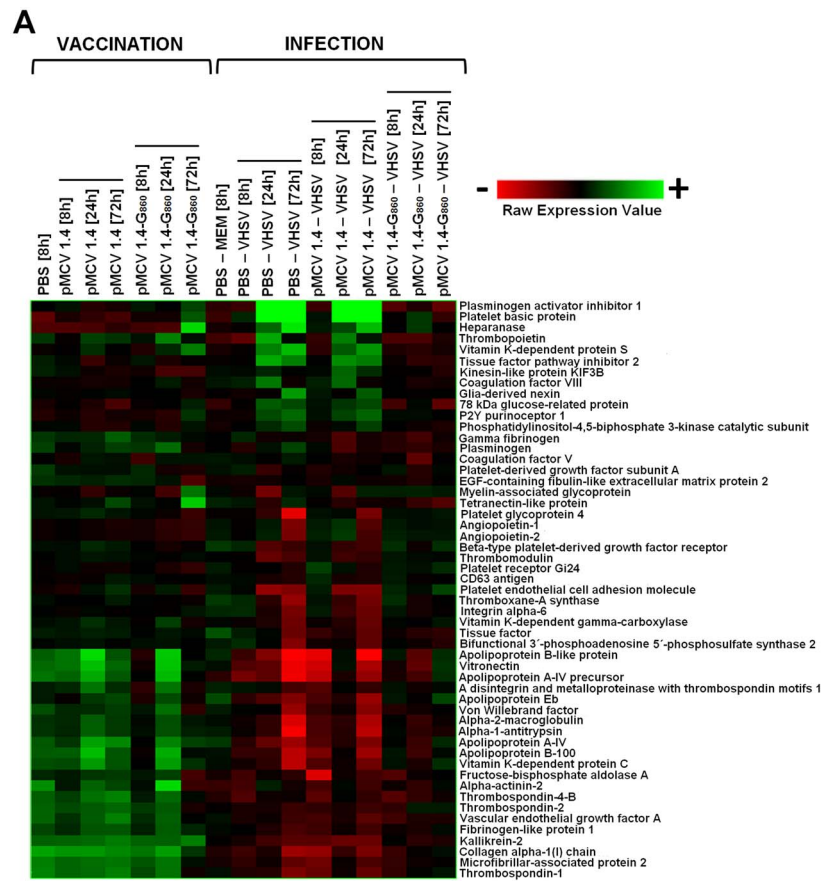 A
VACCINATION
INFECTION
PBS [8h]
pMCV 1.4 [8h]
pMCV 1.4 [24h]
pMCV 1.4 [72h]
pMCV 1.4-G860 [8h]
pMCV 1.4-G860 [24h]
pMCV 1.4-G860 [72h]
PBS – MEM [8h]
PBS – VHSV [8h]
PBS – VHSV [24h]
PBS – VHSV [72h]
pMCV 1.4 – VHSV [8h]
pMCV 1.4 – VHSV [24h]
pMCV 1.4 – VHSV [72h]
pMCV 1.4-G860 – VHSV [8h]
pMCV 1.4-G860 – VHSV [24h]
pMCV 1.4-G860 – VHSV [72h]
- +
Raw Expression Value
Plasminogen activator inhibitor 1
Platelet basic protein
Heparanase
Thrombopoietin
Vitamin K-dependent protein S
Tissue factor pathway inhibitor 2
Kinesin-like protein KIF3B
Coagulation factor VIII
Glia-derived nexin
78 kDa glucose-related protein
P2Y purinoceptor 1
Phosphatidylinositol-4,5-biphosphate 3-kinase catalytic subunit
Gamma fibrinogen
Plasminogen
Coagulation factor V
Platelet-derived growth factor subunit A
EGF-containing fibulin-like extracellular matrix protein 2
Myelin-associated glycoprotein
Tetranectin-like protein
Platelet glycoprotein 4
Angiopoietin-1
Angiopoietin-2
Beta-type platelet-derived growth factor receptor
Thrombomodulin
Platelet receptor Gi24
CD63 antigen
Platelet endothelial cell adhesion molecule
Thromboxane-A synthase
Integrin alpha-6
Vitamin K-dependent gamma-carboxylase
Tissue factor
Bifunctional 3´-phosphoadenosine 5´-phosphosulfate synthase 2
Apolipoprotein B-like protein
Vitronectin
Apolipoprotein A-IV precursor
A disintegrin and metalloproteinase with thrombospondin motifs 1
Apolipoprotein Eb
Von Willebrand factor
Alpha-2-macroglobulin
Alpha-1-antitrypsin
Apolipoprotein A-IV
Apolipoprotein B-100
Vitamin K-dependent protein C
Fructose-bisphosphate aldolase A
Alpha-actinin-2
Thrombospondin-4-B
Thrombospondin-2
Vascular endothelial growth factor A
Fibrinogen-like protein 1
Kallikrein-2
Collagen alpha-1(I) chain
Microfibrillar-associated protein 2
Thrombospondin-1